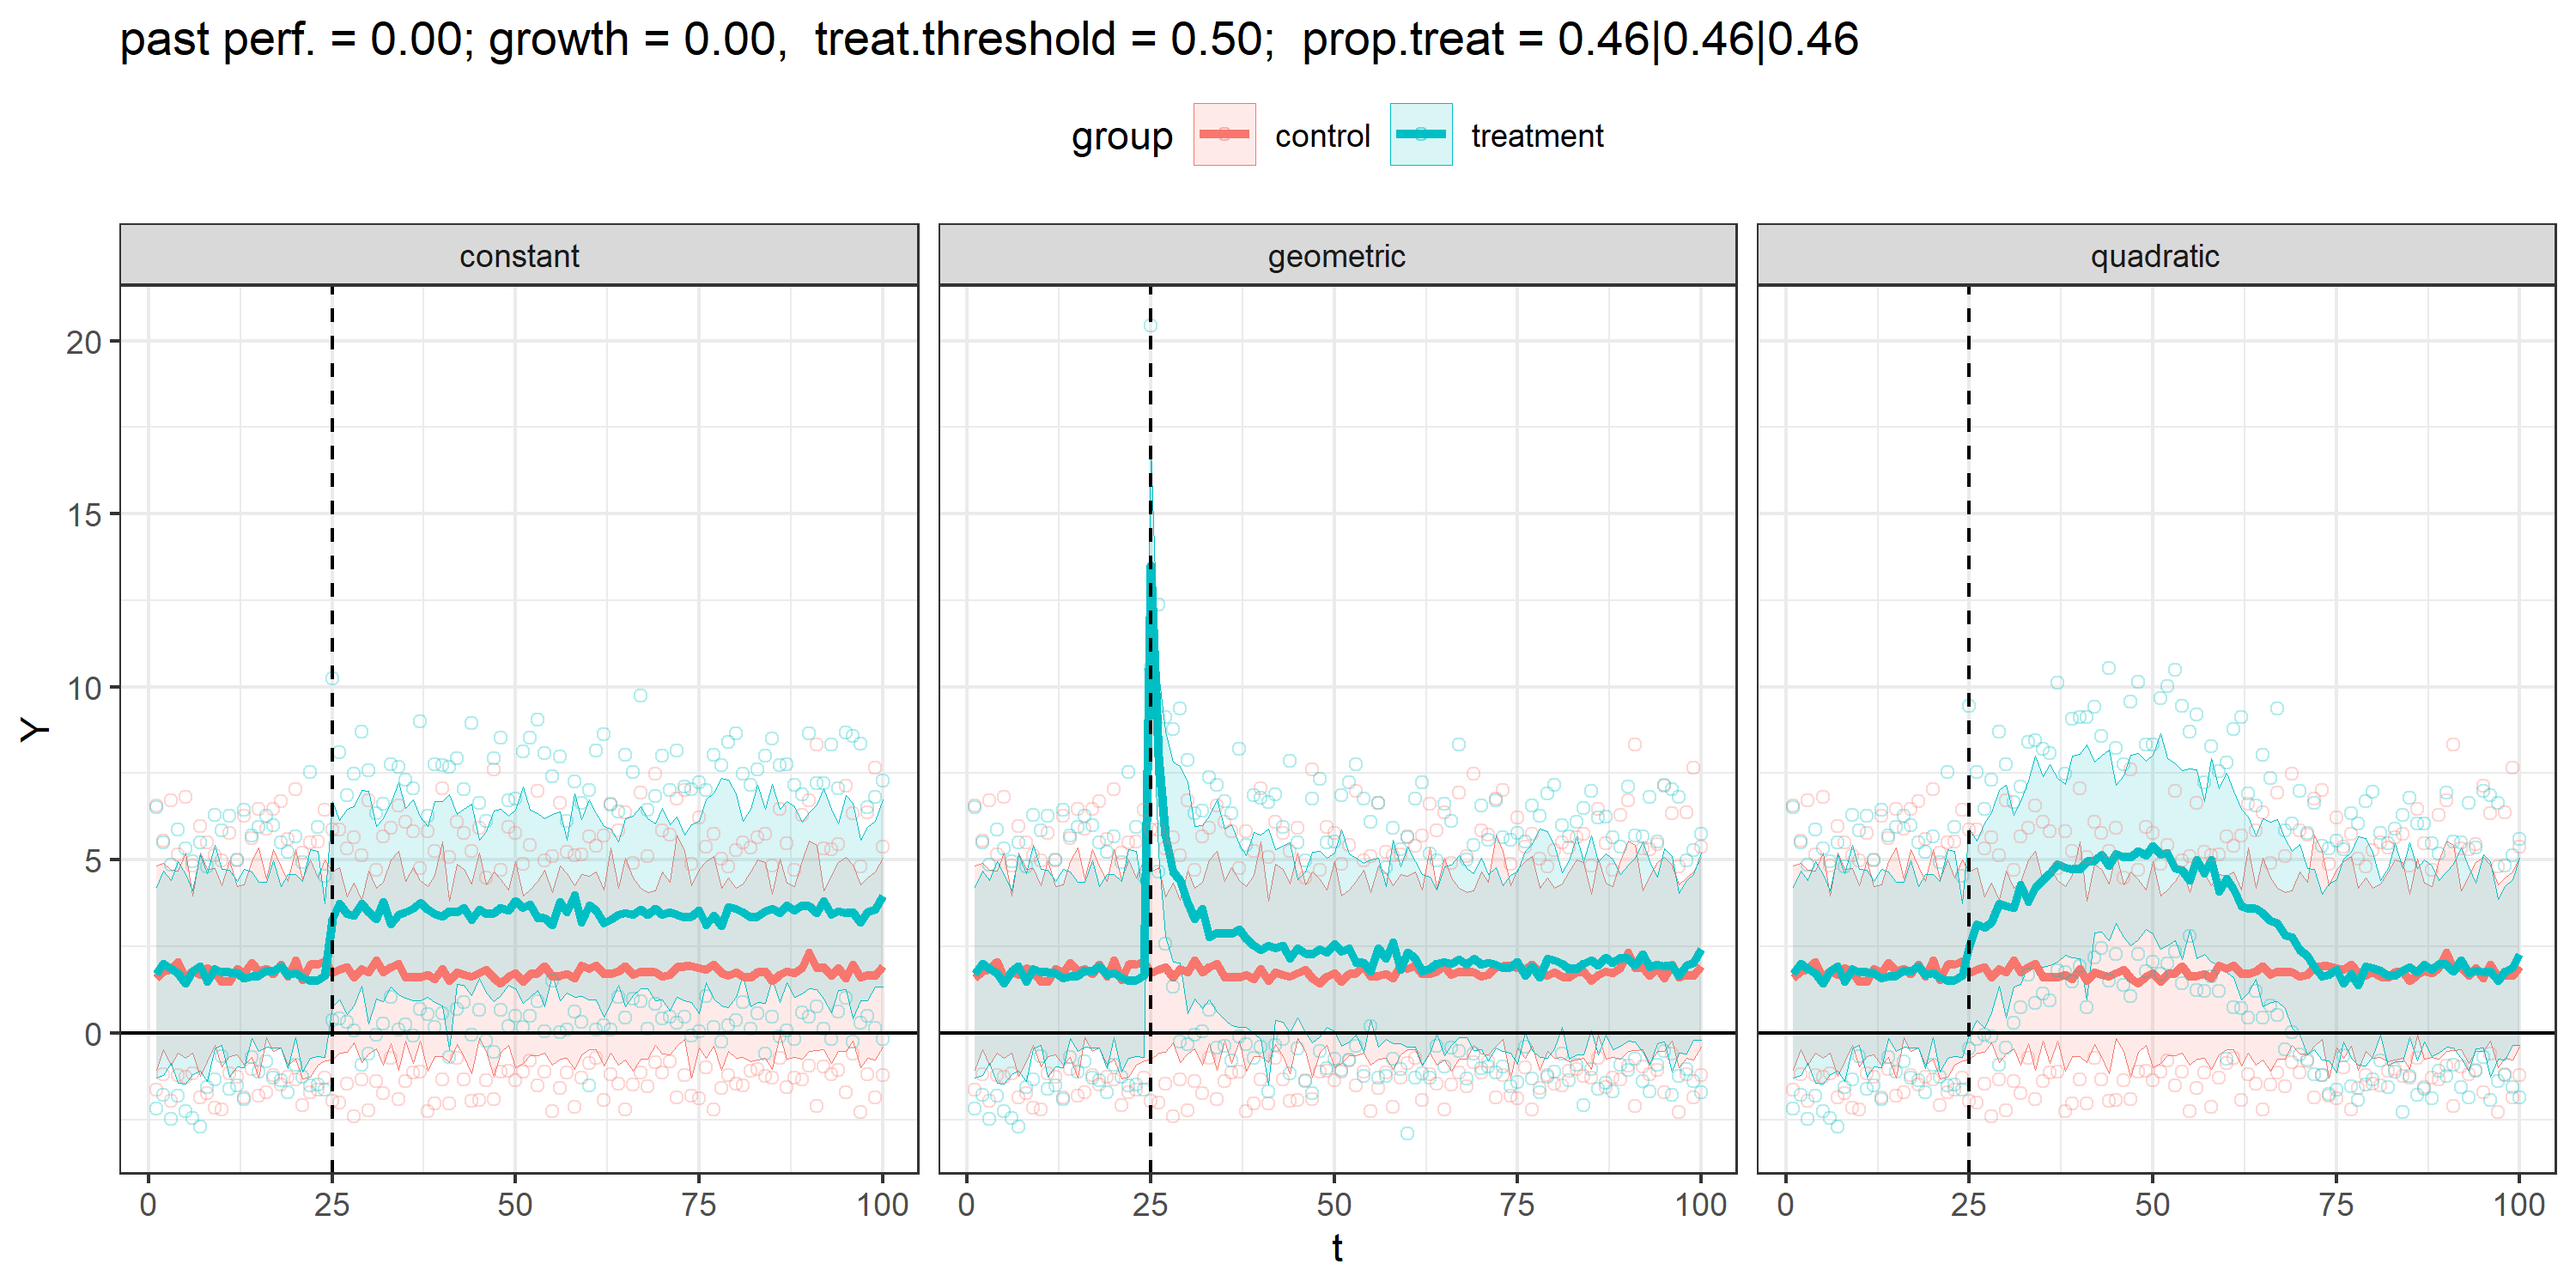 past perf. = 0.00; growth = 0.00,  treat.threshold = 0.50;  prop.treat = 0.46|0.46|0.46
group control treatment
constant geometric quadratic
20
15
10
5
0
Y
0 25 50 75 100 0 25 50 75 100 0 25 50 75 100
t